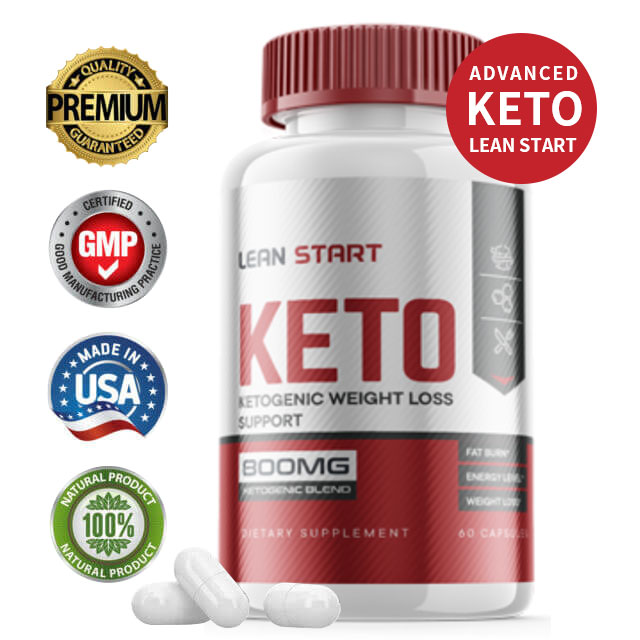 QUALITY
PREMIUM
GUARANTEED
CERTIFIED
GMP
GOOD MANUFACTURING PRACTICE
MADE IN
USA
NATURAL PRODUCT
100%
NATURAL PRODUCT
ADVANCED
KETO
LEAN START
LEAN START
KETO
KETOGENIC WEIGHT LOSS
SUPPORT
800MG
KETOGENIC BLEND
FAT BURN*
ENERGY LEVEL*
WEIGHT LOSS*
DIETARY SUPPLEMENT
60 CAPSULES